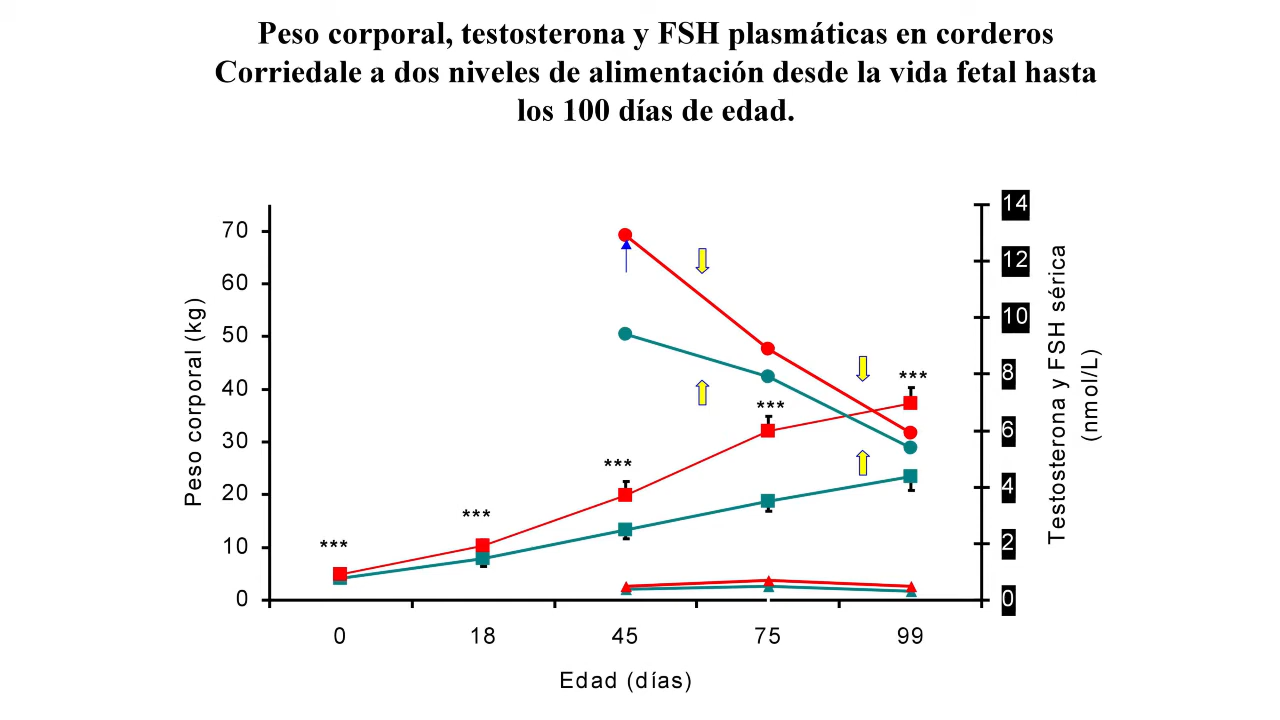 Peso corporal, testosterona y FSH plasmáticas en corderos
Corriedale a dos niveles de alimentación desde la vida fetal hasta
los 100 días de edad.
70
60
50
40
30
20
10
0
Peso corporal (kg)
***
***
***
***
***
14
12
10
8
6
4
2
0
Testosterona y FSH sérica
(nmol/L)
0 18 45 75 99
Edad (días)